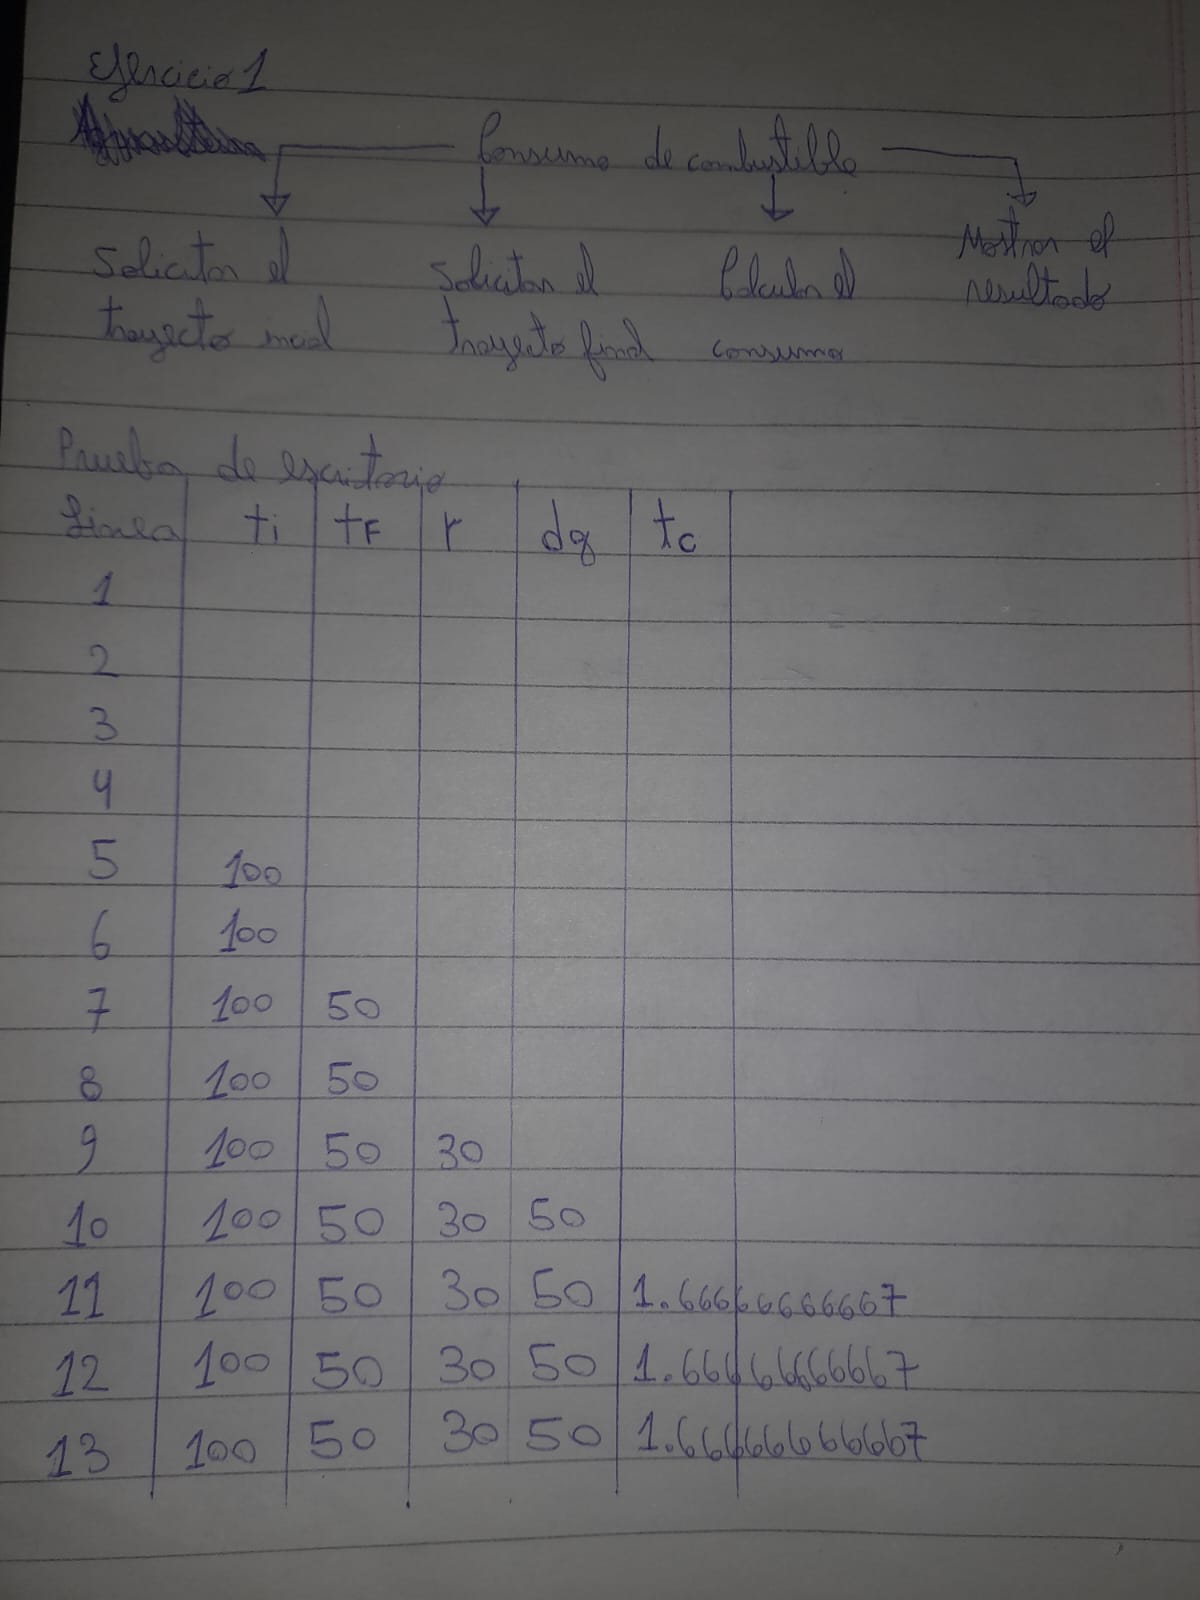 Ejercicio 1
Consumo de combustible
Solicitar el trayecto inicial
Solicitar el trayecto final
Calcular el consumo
Mostrar el resultado
Prueba de escritorio
Linea ti tF r dg tc
1
2
3
4
5 100
6 100
7 100 50
8 100 50
9 100 50 30
10 100 50 30 50
11 100 50 30 50 1.66666666667
12 100 50 30 50 1.66666666667
13 100 50 30 50 1.66666666667